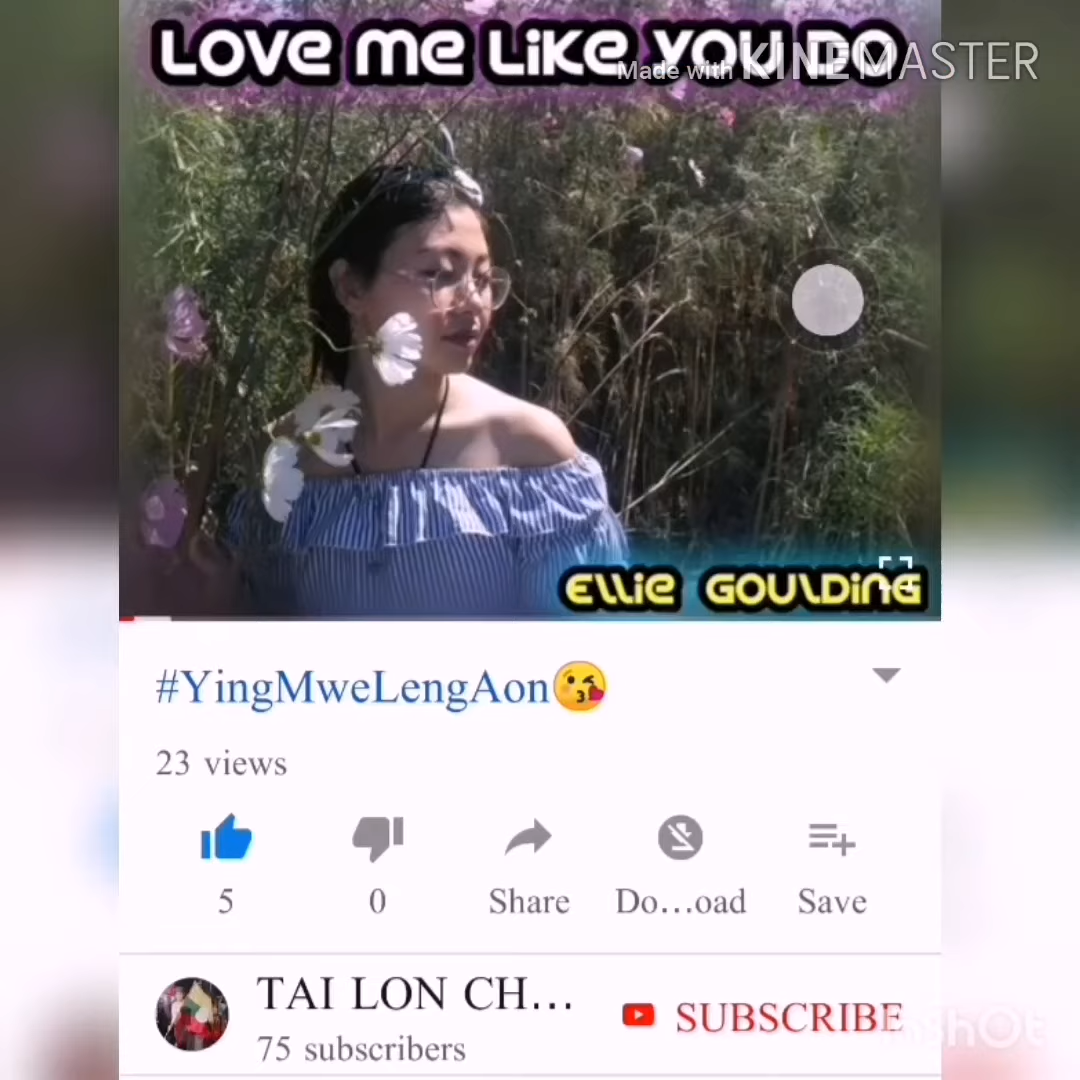 LOVE ME LIKE YOU DO
Made with KINEMASTER
ELLIE GOULDING
#YingMweLengAon😘
23 views
5
0
Share
Do...oad
Save
TAI LON CH...
75 subscribers
SUBSCRIBE
InShOt